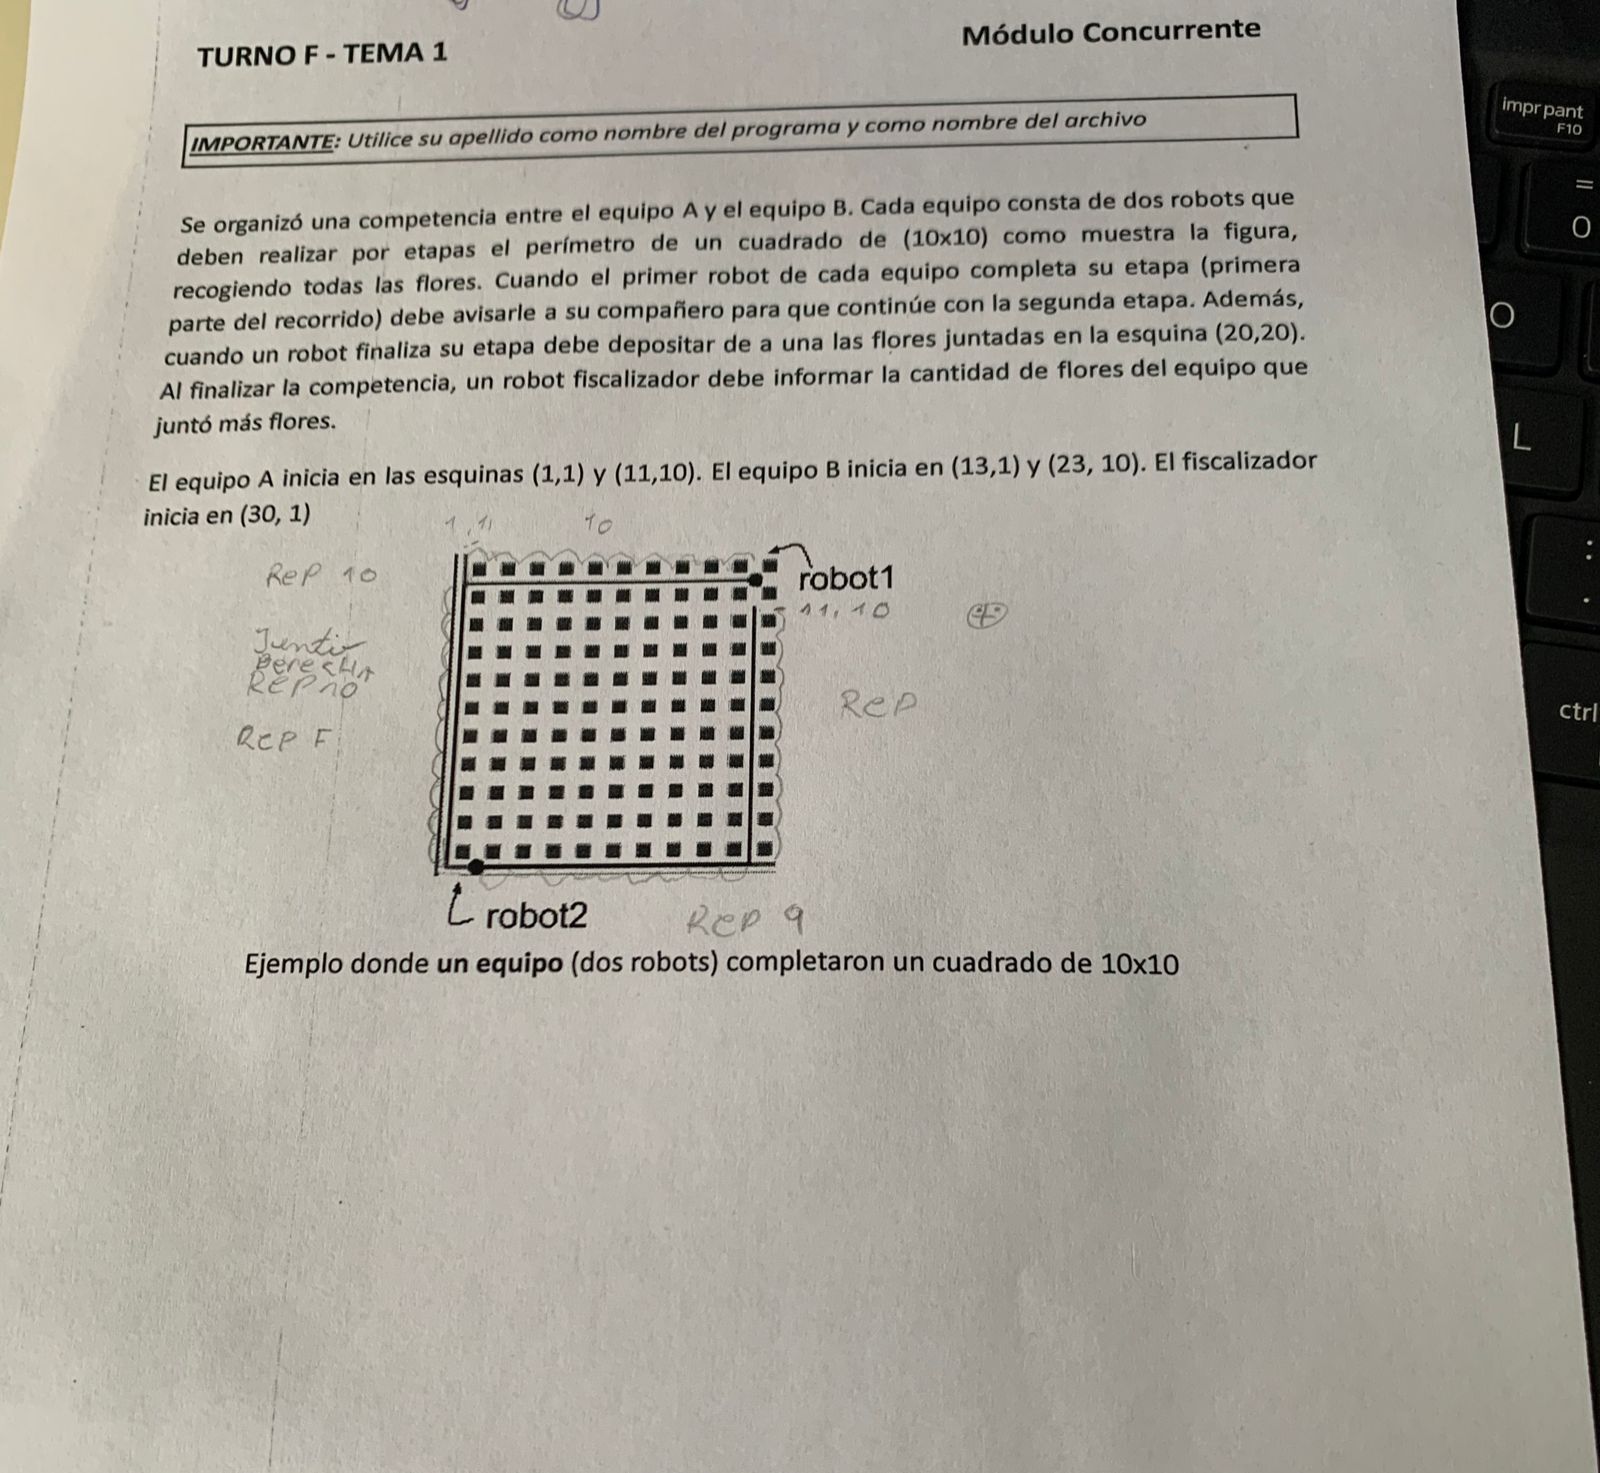 TURNO F - TEMA 1
Módulo Concurrente
IMPORTANTE: Utilice su apellido como nombre del programa y como nombre del archivo
Se organizó una competencia entre el equipo A y el equipo B. Cada equipo consta de dos robots que
deben realizar por etapas el perímetro de un cuadrado de (10x10) como muestra la figura,
recogiendo todas las flores. Cuando el primer robot de cada equipo completa su etapa (primera
parte del recorrido) debe avisarle a su compañero para que continúe con la segunda etapa. Además,
cuando un robot finaliza su etapa debe depositar de a una las flores juntadas en la esquina (20,20).
Al finalizar la competencia, un robot fiscalizador debe informar la cantidad de flores del equipo que
juntó más flores.
El equipo A inicia en las esquinas (1,1) y (11,10). El equipo B inicia en (13,1) y (23, 10). El fiscalizador
inicia en (30, 1)
1,11
10
ReP 10
robot1
11, 10
Derecha
REP 10
ReP
ReP F
robot2
ReP 9
Ejemplo donde un equipo (dos robots) completaron un cuadrado de 10x10
impr pant
F10
=
0
O
L
:
.
ctrl